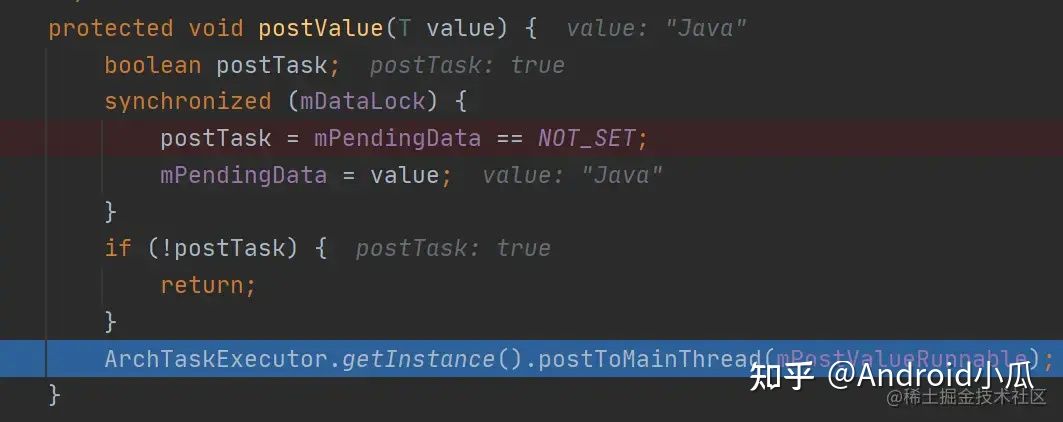 protected void postValue(T value) {  value: "Java"
    boolean postTask;  postTask: true
    synchronized (mDataLock) {
        postTask = mPendingData == NOT_SET;
        mPendingData = value;  value: "Java"
    }
    if (!postTask) {  postTask: true
        return;
    }
    ArchTaskExecutor.getInstance().postToMainThread(mPostValueRunnable);
}
知乎 @Android小瓜
@稀土掘金技术社区